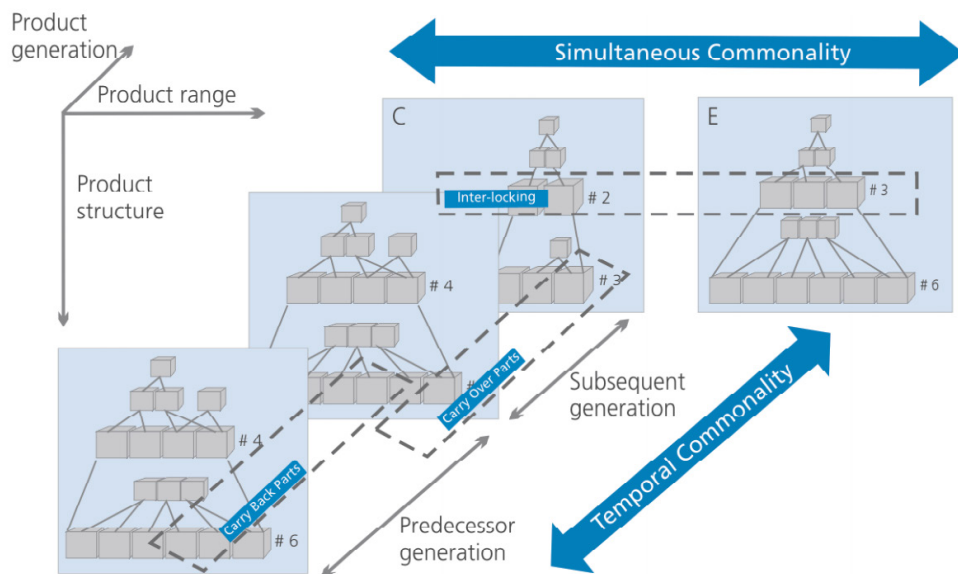 Product
generation
Product range
Product
structure
Simultaneous Commonality
C
E
Inter-locking
# 2
# 3
# 3
# 6
# 4
#
Carry Over Parts
Subsequent
generation
Temporal Commonality
# 4
Carry Back Parts
# 6
Predecessor
generation